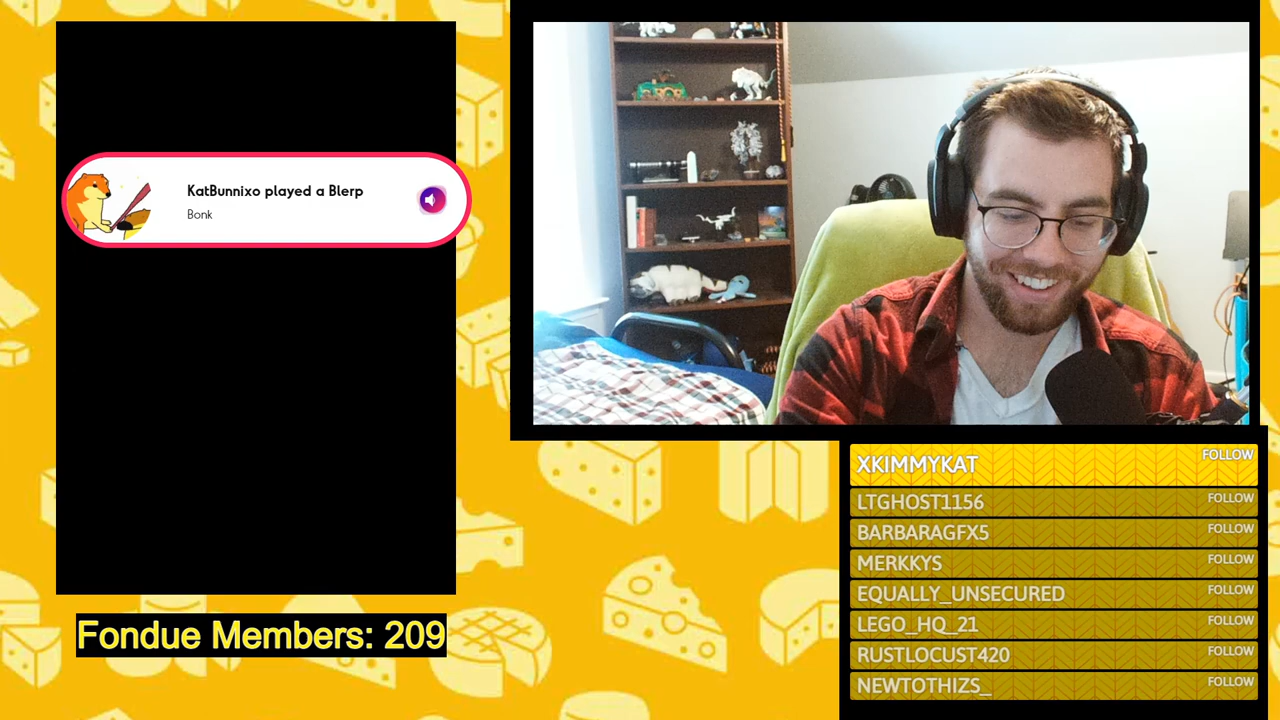 KatBunnixo played a Blerp
Bonk
Fondue Members: 209
XKIMMYKAT FOLLOW
LTGHOST1156 FOLLOW
BARBARAGFX5 FOLLOW
MERKKYS FOLLOW
EQUALLY_UNSECURED FOLLOW
LEGO_HQ_21 FOLLOW
RUSTLOCUST420 FOLLOW
NEWTOTHIZS_ FOLLOW